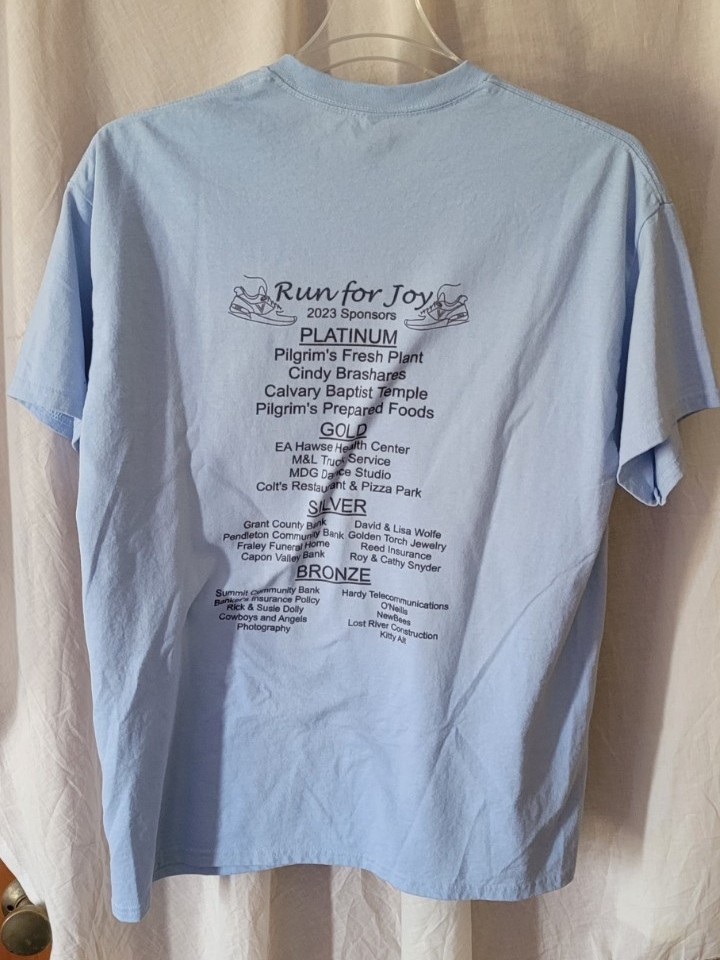 Run for Joy
2023 Sponsors
PLATINUM
Pilgrim's Fresh Plant
Cindy Brashares
Calvary Baptist Temple
Pilgrim's Prepared Foods
GOLD
EA Hawse Health Center
M&L Truck Service
MDG Dance Studio
Colt's Restaurant & Pizza Park
SILVER
Grant County Bank
Pendleton Community Bank
Fraley Funeral Home
Capon Valley Bank
David & Lisa Wolfe
Golden Torch Jewelry
Reed Insurance
Roy & Cathy Snyder
BRONZE
Summit Community Bank
Banker's Insurance Policy
Rick & Susie Dolly
Cowboys and Angels
Photography
Hardy Telecommunications
O'Neills
NewBees
Lost River Construction
Kitty Alt